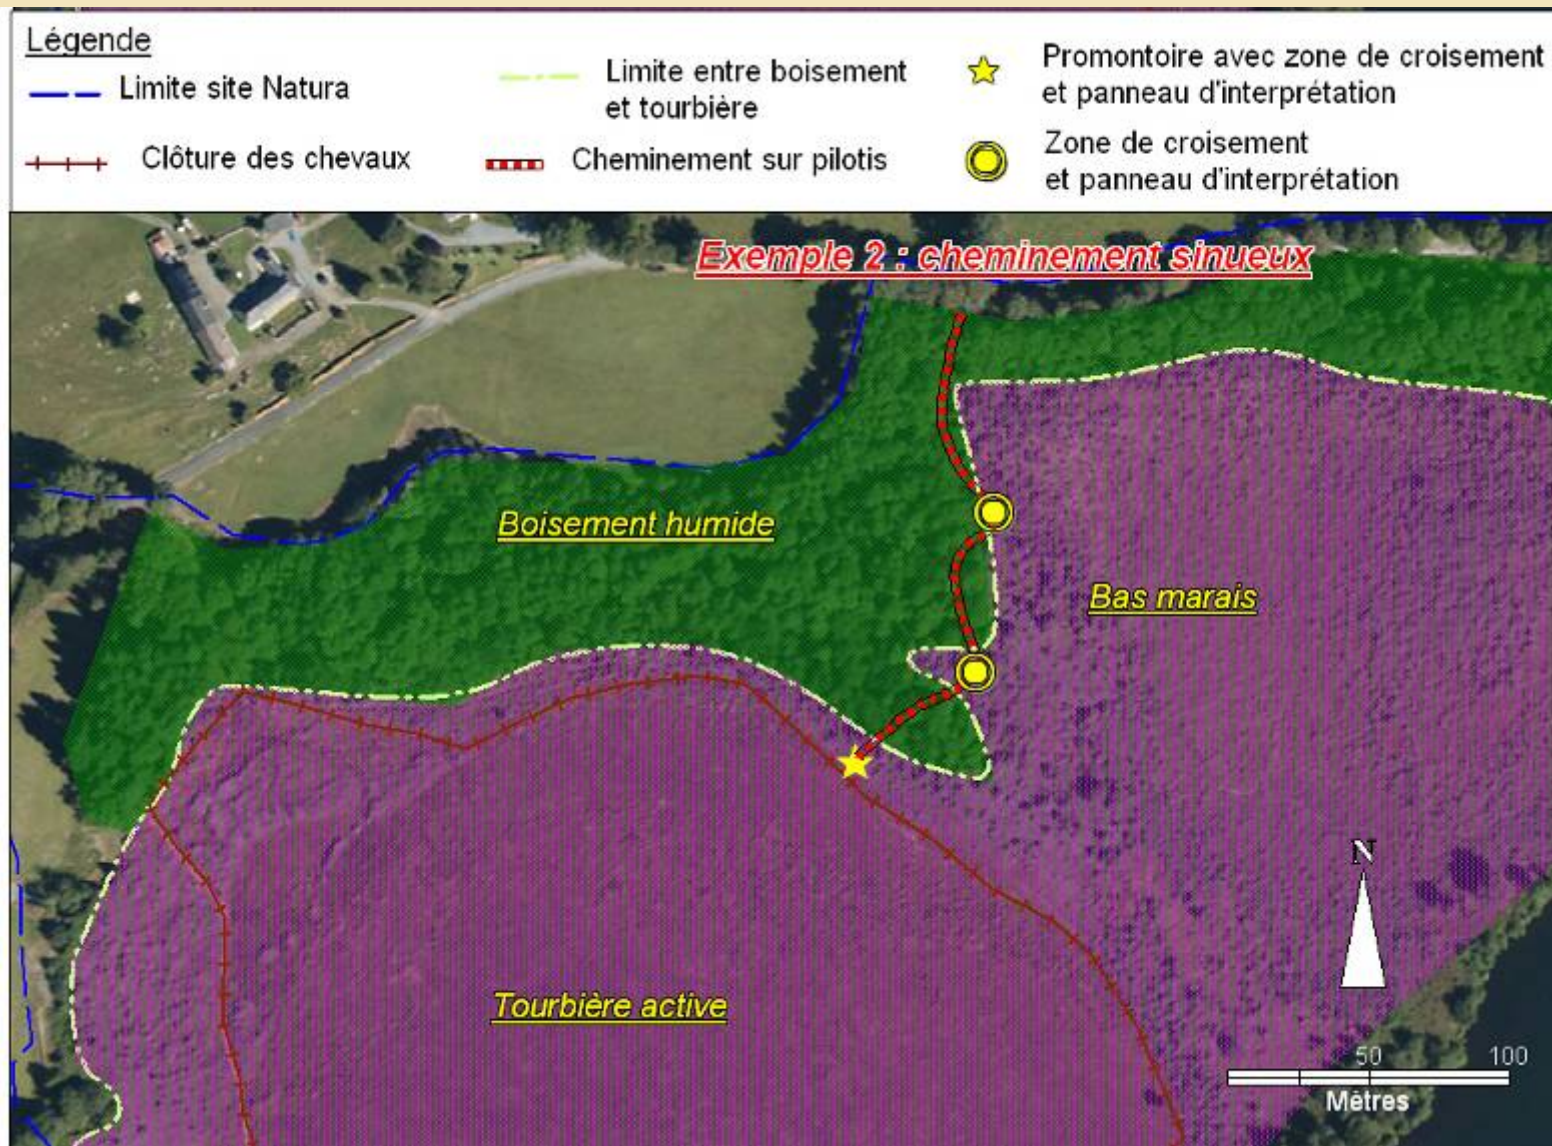 Légende
Limite site Natura
Clôture des chevaux
Limite entre boisement
et tourbière
Cheminement sur pilotis
Promontoire avec zone de croisement
et panneau d'interprétation
Zone de croisement
et panneau d'interprétation
Exemple 2 : cheminement sinueux
Boisement humide
Bas marais
Tourbière active
N
50 100
Mètres